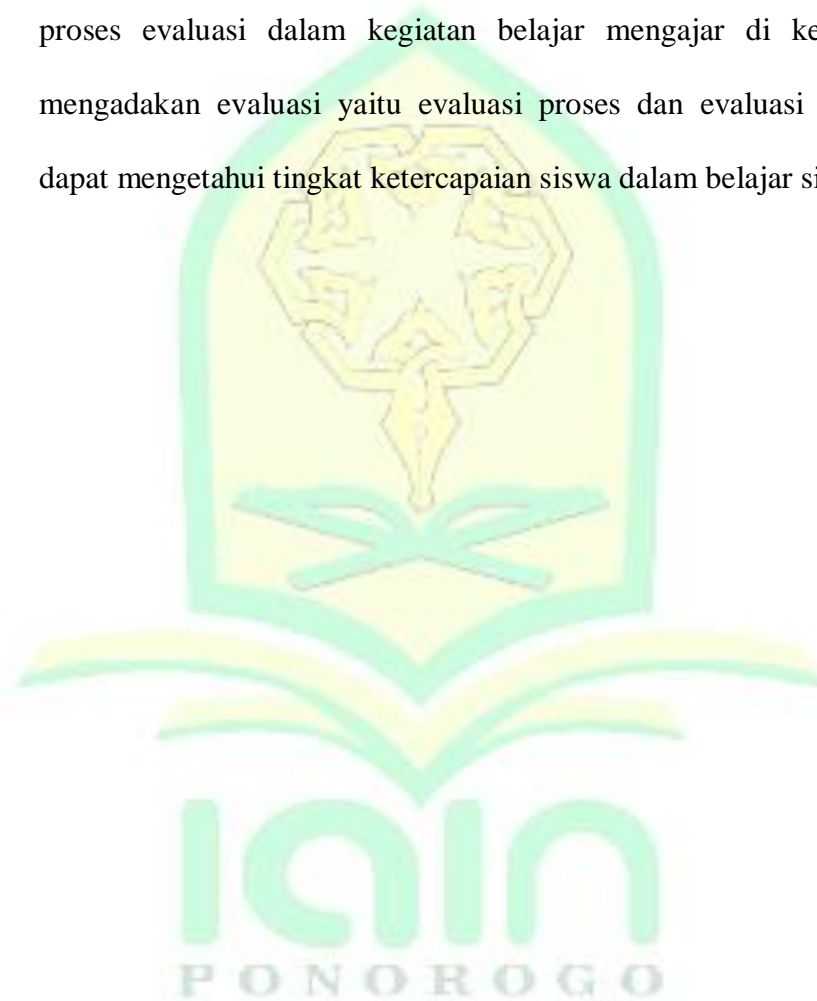 proses evaluasi dalam kegiatan belajar mengajar di
mengadakan evaluasi yaitu evaluasi proses dan evaluasi
dapat mengetahui tingkat ketercapaian siswa dalam belajar
iain
PONOROGO